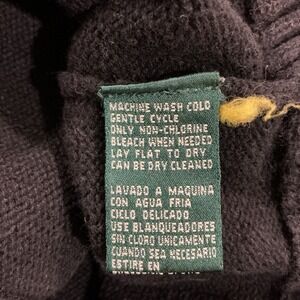 MACHINE WASH COLD
GENTLE CYCLE
ONLY NON-CHLORINE
BLEACH WHEN NEEDED
LAY FLAT TO DRY
CAN BE DRY CLEANED
LAVADO A MAQUINA
CON AGUA FRIA
CICLO DELICADO
USE BLANQUEADORES
SIN CLORO UNICAMENTE
CUANDO SEA NECESARIO
ESTIRE EN